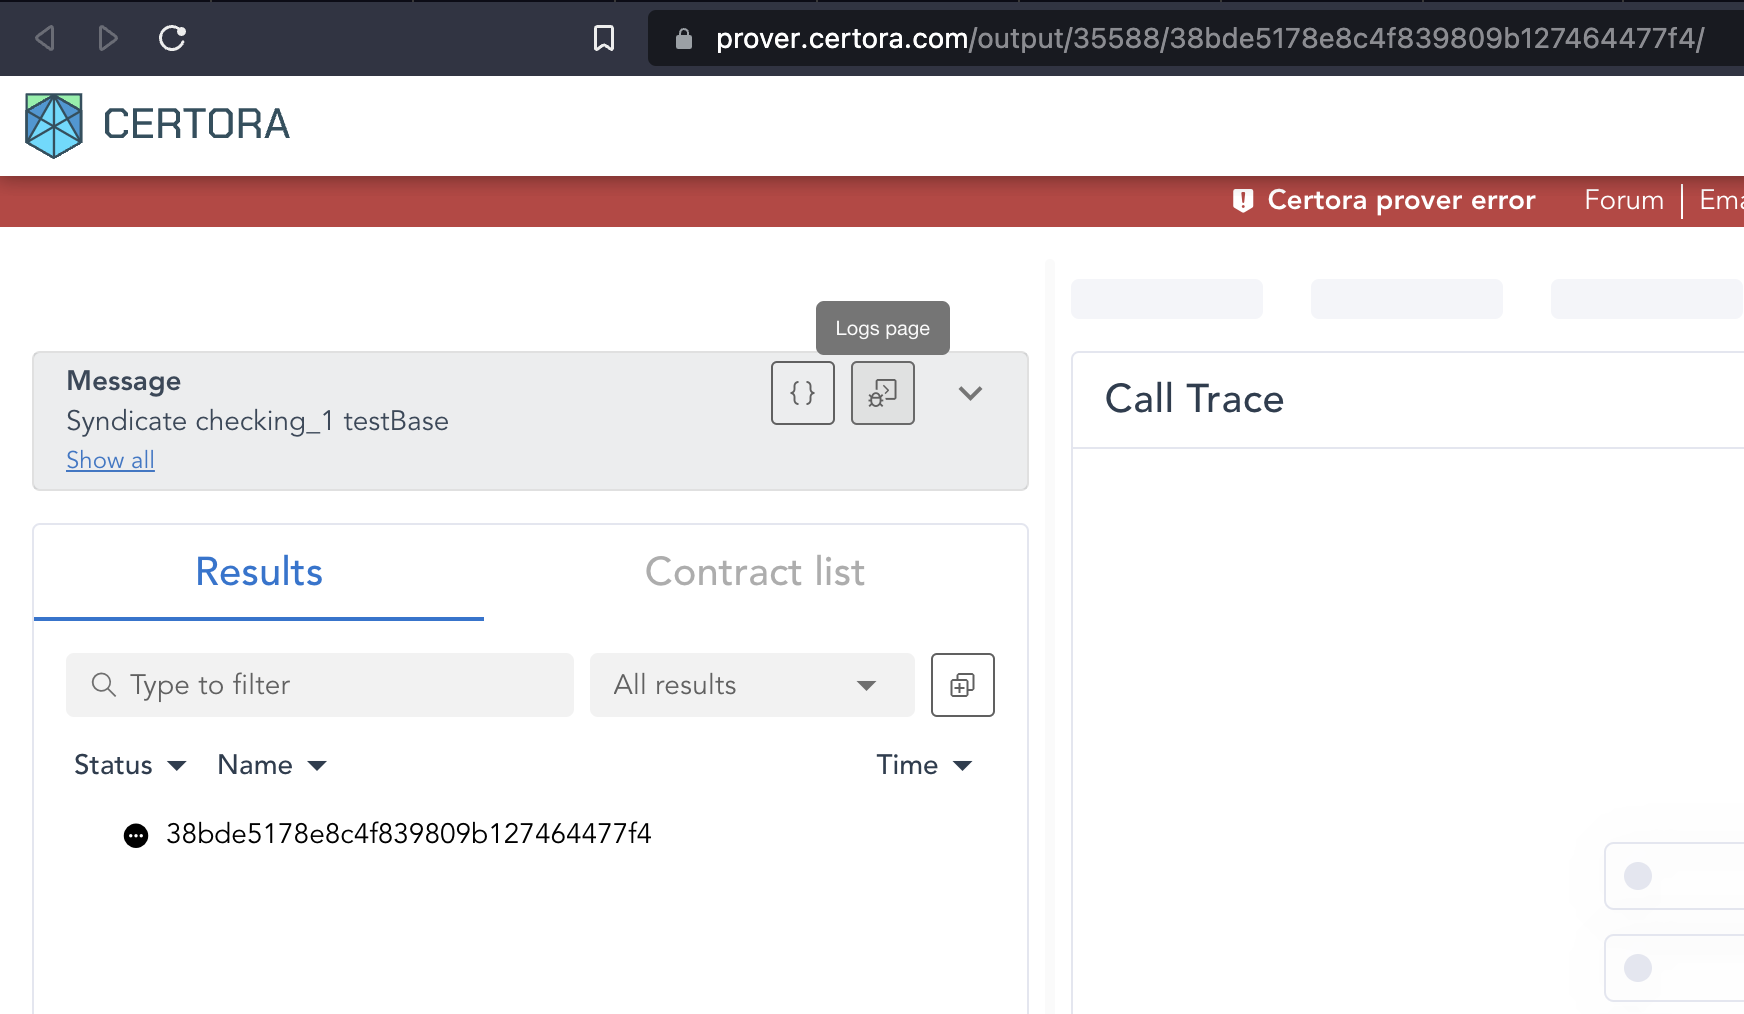 prover.certora.com/output/35588/38bde5178e8c4f839809b127464477f4/
CERTORA
Certora prover error
Forum
Ema
Logs page
Message
{}
Syndicate checking_1 testBase
Show all
Call Trace
Results
Contract list
Type to filter
All results
Status
Name
Time
38bde5178e8c4f839809b127464477f4